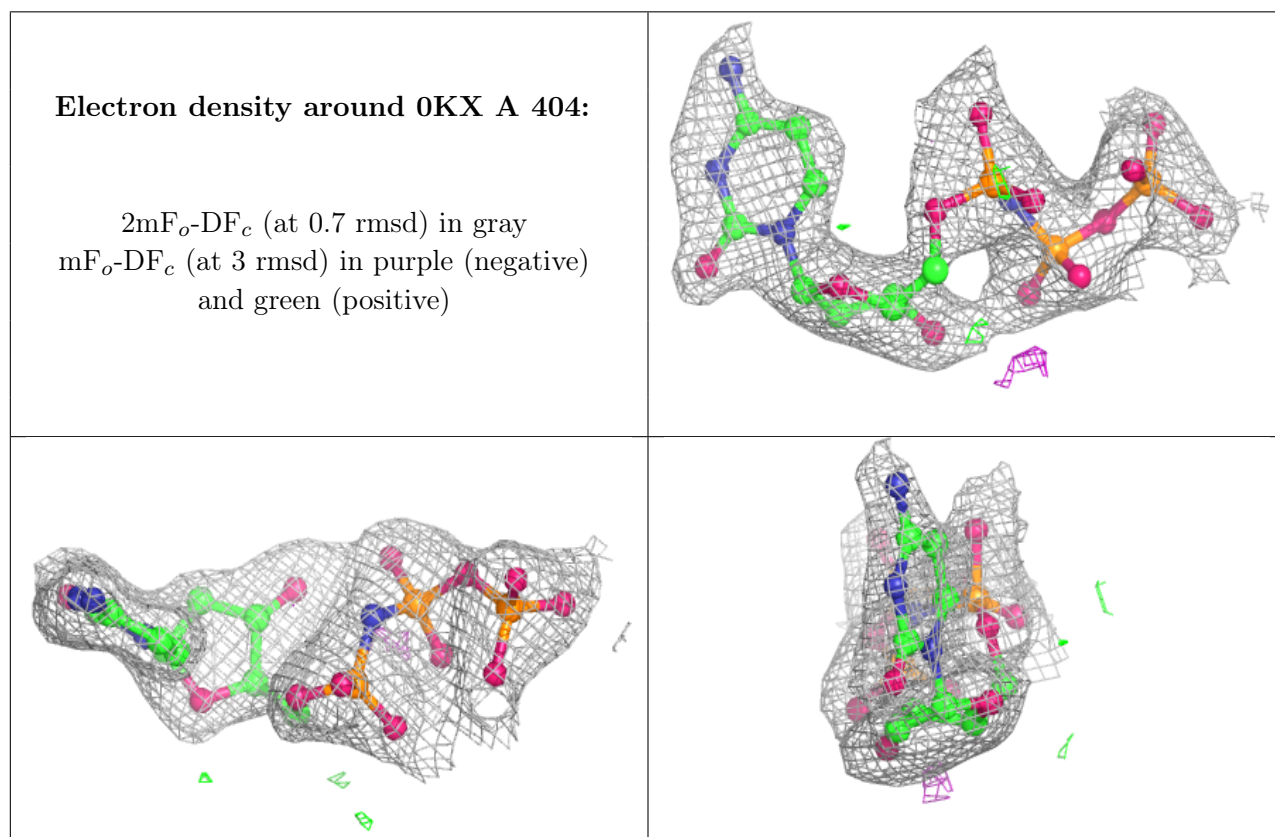 Electron density around 0KX A 404:
2mFo-DFc (at 0.7 rmsd) in gray
mFo-DFc (at 3 rmsd) in purple (negative)
and green (positive)